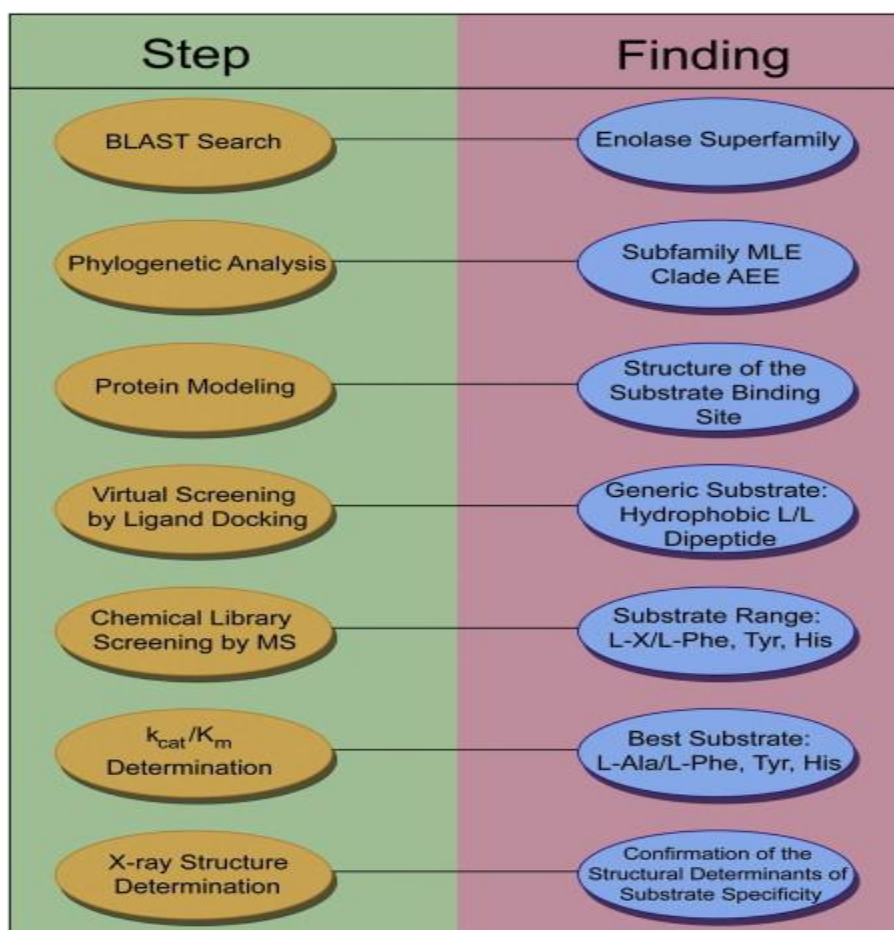 Step
Finding
BLAST Search
Enolase Superfamily
Phylogenetic Analysis
Subfamily MLE
Clade AEE
Protein Modeling
Structure of the
Substrate Binding
Site
Virtual Screening
by Ligand Docking
Generic Substrate:
Hydrophobic L/L
Dipeptide
Chemical Library
Screening by MS
Substrate Range:
L-X/L-Phe, Tyr, His
kcat/Km
Determination
Best Substrate:
L-Ala/L-Phe, Tyr, His
X-ray Structure
Determination
Confirmation of the
Structural Determinants of
Substrate Specificity